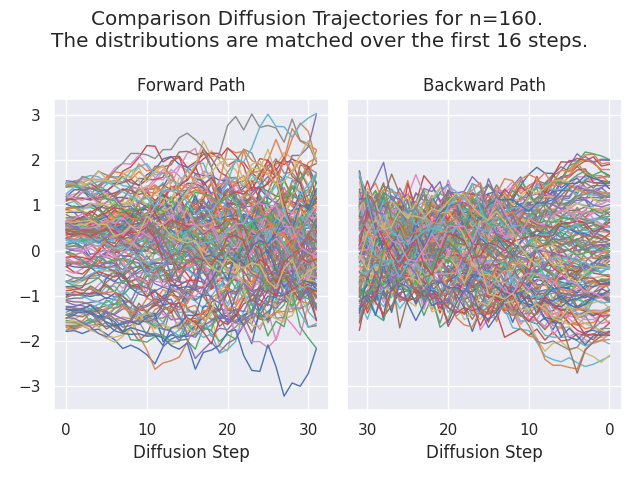 Comparison Diffusion Trajectories for n=160.
The distributions are matched over the first 16 steps.
Forward Path
Backward Path
3
2
1
0
−1
−2
−3
0 10 20 30
30 20 10 0
Diffusion Step
Diffusion Step